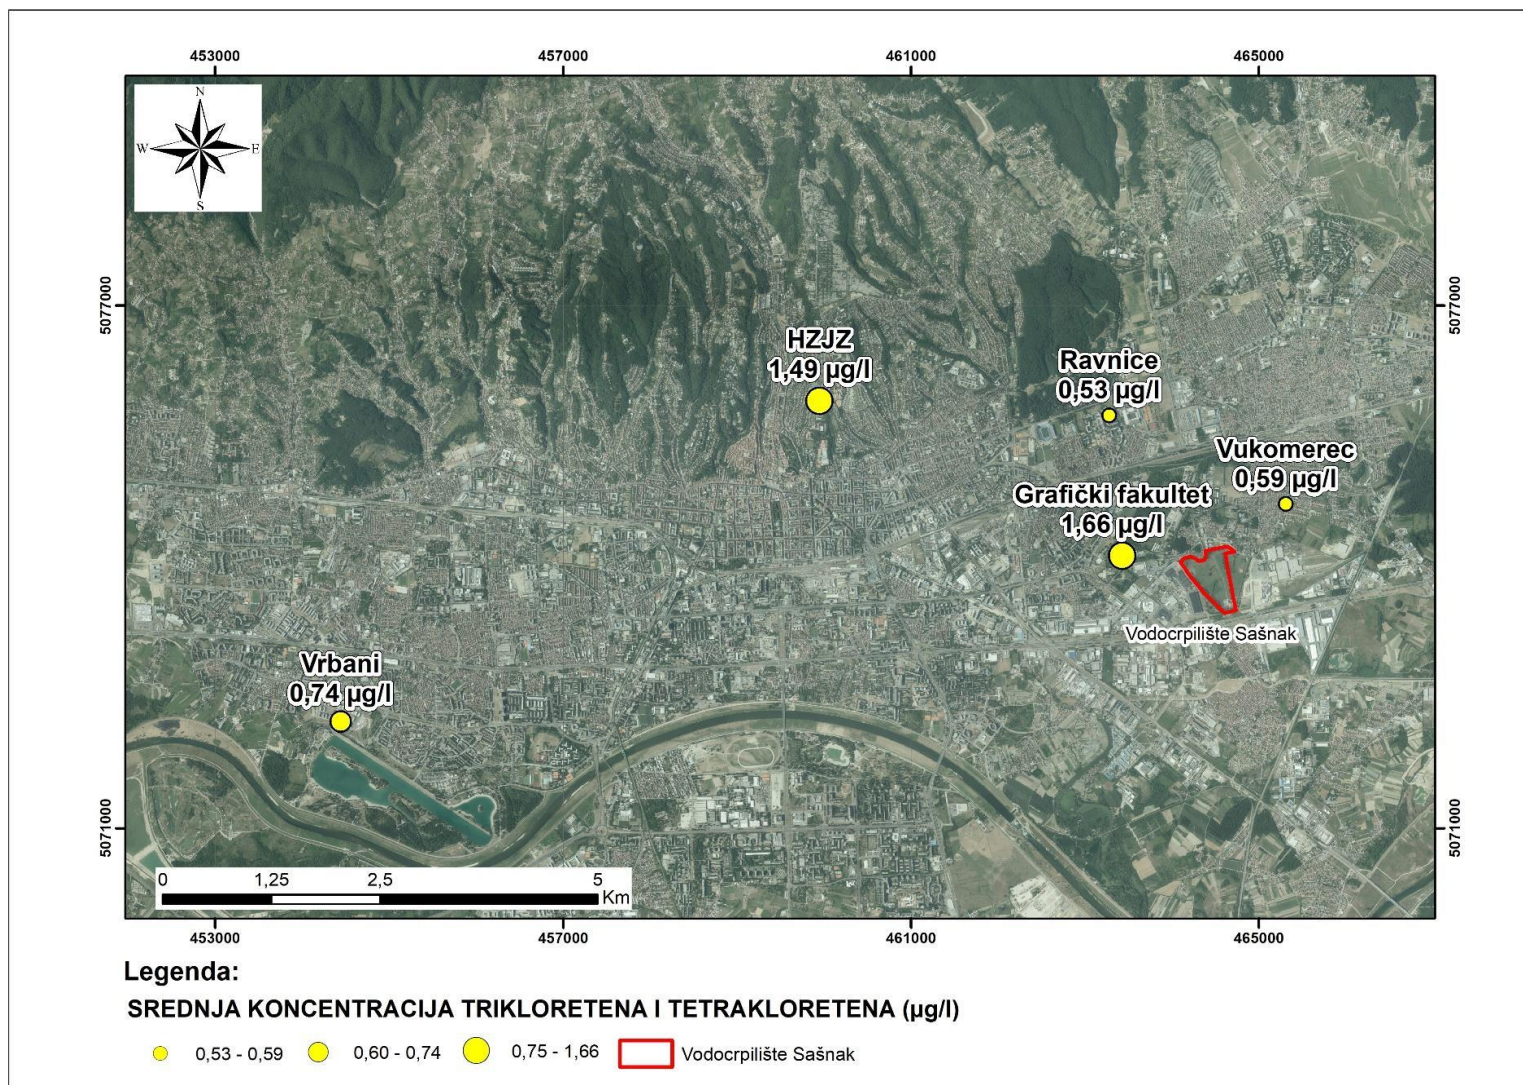 453000
457000
461000
465000
N
W
E
S
5077000
5077000
HZJZ
1,49 µg/l
Ravnice
0,53 µg/l
Vukomerec
0,59 µg/l
Grafički fakultet
1,66 µg/l
Vodocrpilište Sašnak
Vrbani
0,74 µg/l
5071000
5071000
0 1,25 2,5 5
Km
453000
457000
461000
465000
Legenda:
SREDNJA KONCENTRACIJA TRIKLORETENA I TETRAKLORETENA (µg/l)
0,53 - 0,59 0,60 - 0,74 0,75 - 1,66 Vodocrpilište Sašnak